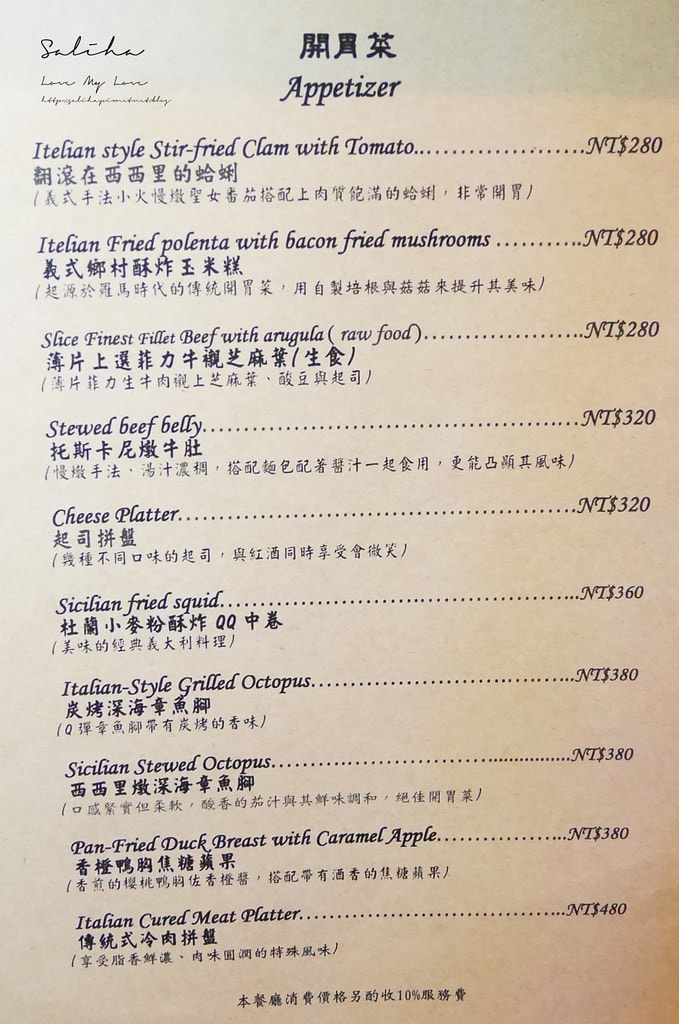 Saliha
Love My Love
開胃菜
Appetizer
Itelian style Stir-fried Clam with Tomato........................NT$280
翻滾在西西里的蛤蜊
(義式手法小火慢燉聖女番茄搭配上肉質飽滿的蛤蜊，非常開胃)
Itelian Fried polenta with bacon fried mushrooms ...........NT$280
義式鄉村酥炸玉米糕
(起源於羅馬時代的傳統開胃菜，用自製培根與菇菇來提升其美味)
Slice Finest Fillet Beef with arugula ( raw food )........................NT$280
薄片上選菲力牛襯芝麻葉(生食)
(薄片菲力生牛肉襯上芝麻葉、酸豆與起司)
Stewed beef belly......................................................NT$320
托斯卡尼燉牛肚
(慢燉手法、湯汁濃稠，搭配麵包配著醬汁一起食用，更能凸顯其風味)
Cheese Platter............................................................NT$320
起司拼盤
(幾種不同口味的起司，與紅酒同時享受會微笑)
Sicilian fried squid......................................................NT$360
杜蘭小麥粉酥炸QQ中卷
(美味的經典義大利料理)
Italian-Style Grilled Octopus.......................................NT$380
炭烤深海章魚腳
(Q彈章魚腳帶有炭烤的香味)
Sicilian Stewed Octopus.............................................NT$380
西西里燉深海章魚腳
(口感緊實但柔軟，酸香的茄汁與其鮮味調和，絕佳開胃菜)
Pan-Fried Duck Breast with Caramel Apple....................NT$380
香橙鴨胸焦糖蘋果
(香煎的櫻桃鴨胸佐香橙醬，搭配帶有酒香的焦糖蘋果)
Italian Cured Meat Platter..........................................NT$480
傳統式冷肉拼盤
(享受脂香鮮濃、肉味圓潤的特殊風味)
本餐廳消費價格另酌收10%服務費